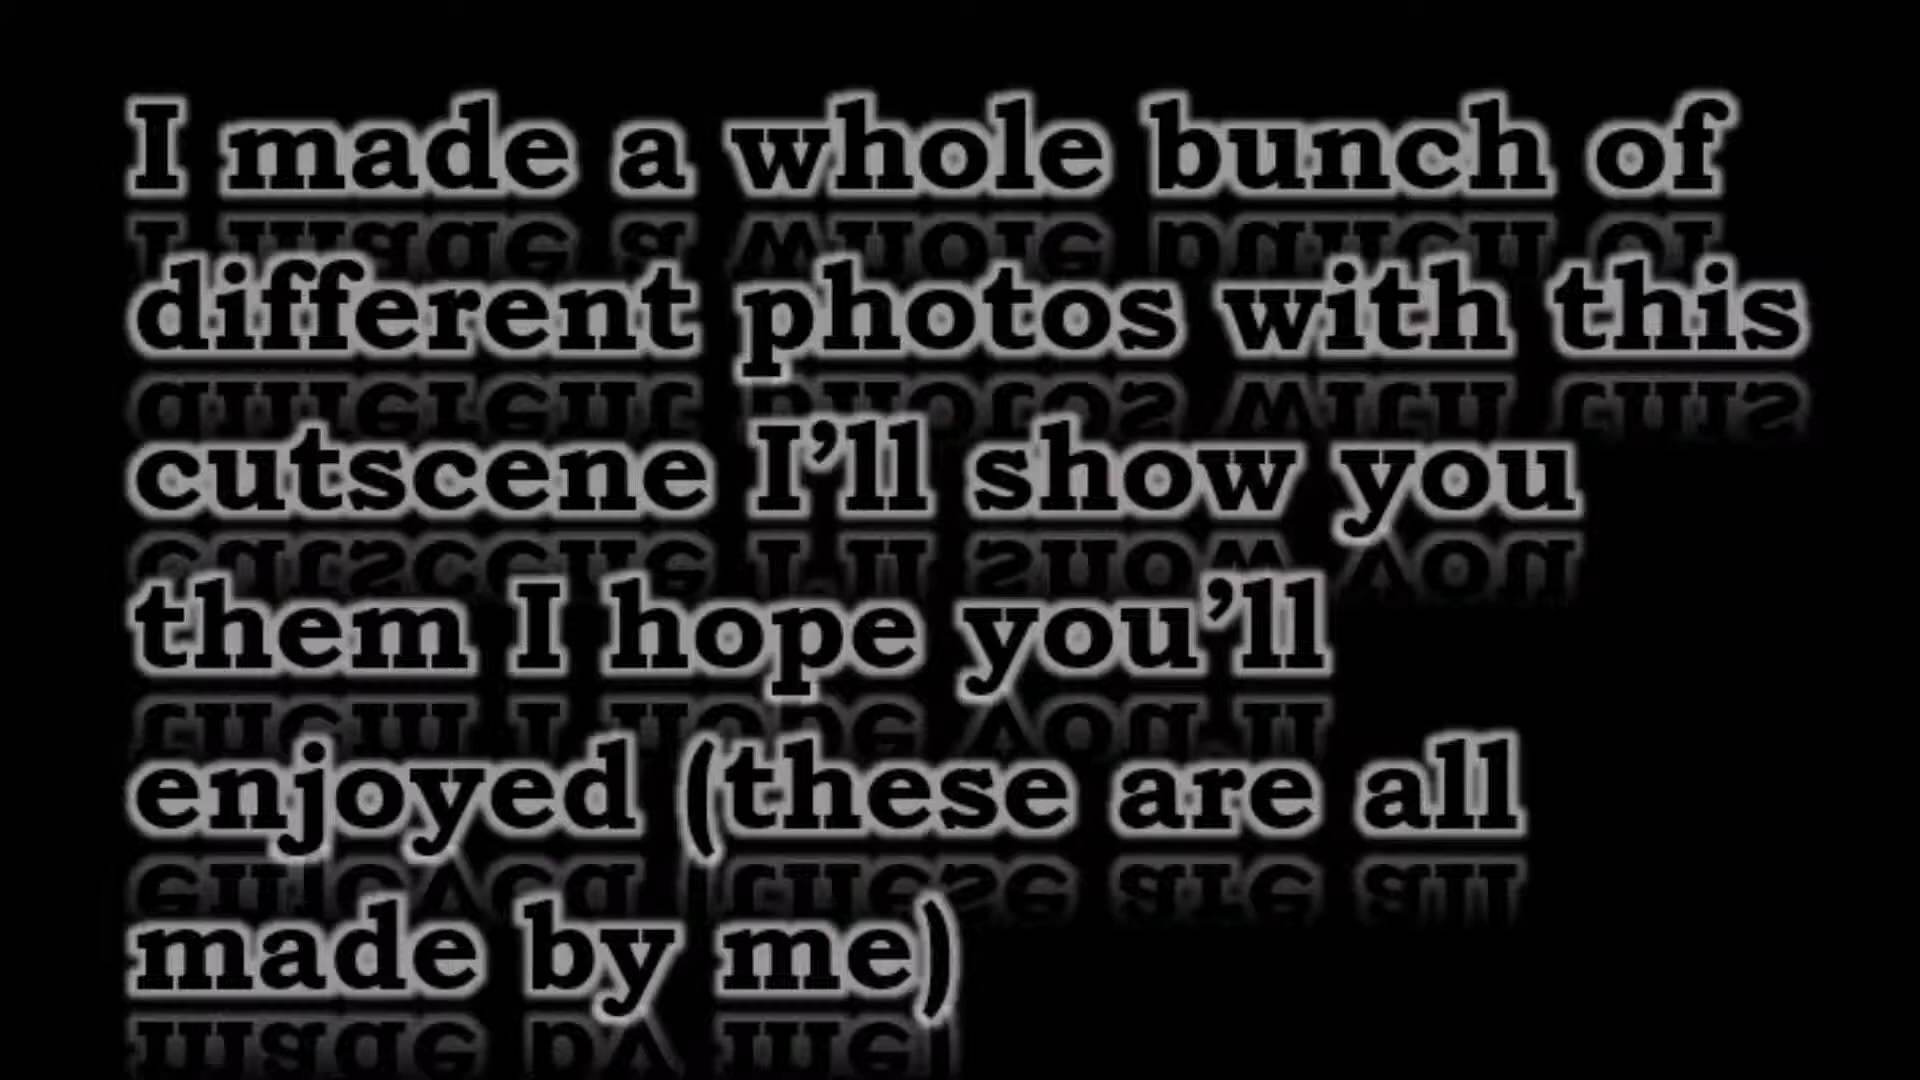 I made a whole bunch of
different photos with this
cutscene I’ll show you
them I hope you’ll
enjoyed (these are all
made by me)